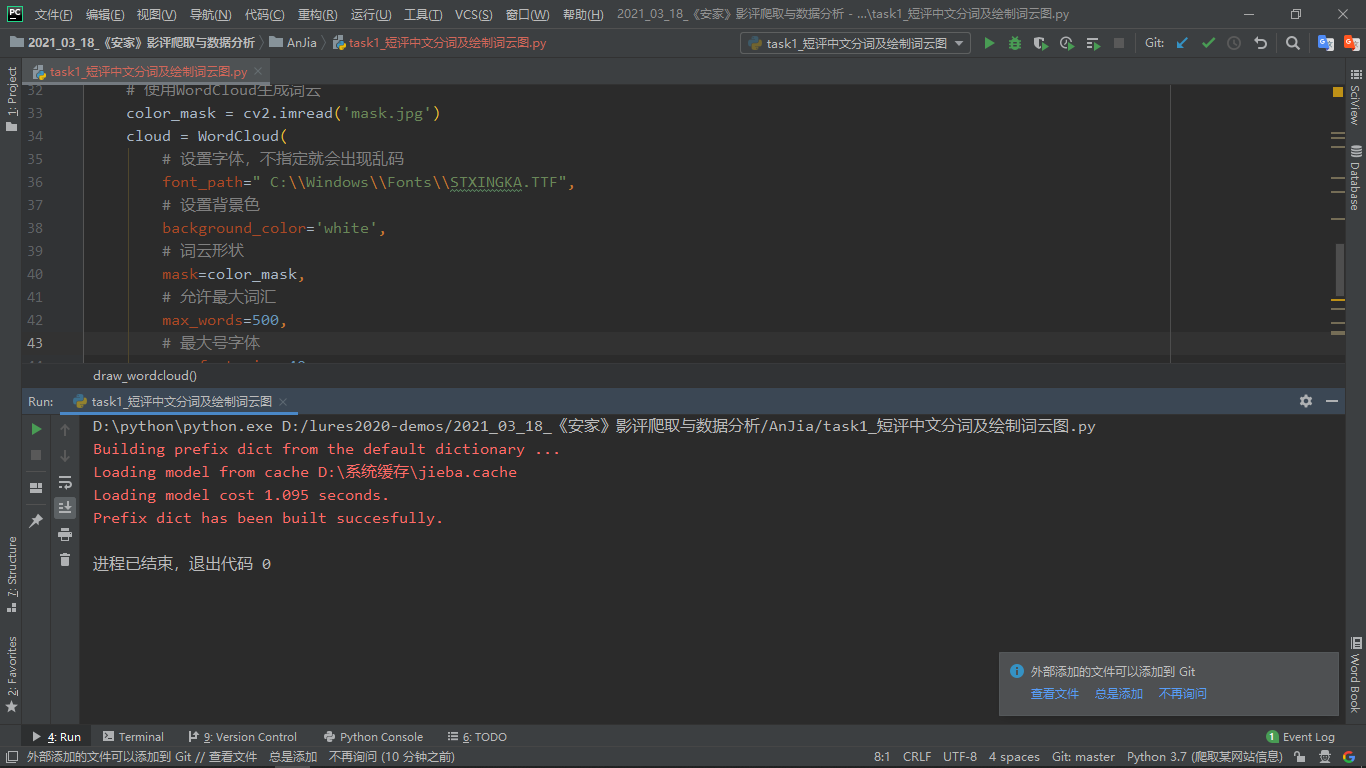 PC 文件(F) 编辑(E) 视图(V) 导航(N) 代码(C) 重构(R) 运行(U) 工具(T) VCS(S) 窗口(W) 帮助(H) 2021_03_18_《安家》影评爬取与数据分析 - ...\task1_短评中文分词及绘制词云图.py
2021_03_18_《安家》影评爬取与数据分析 AnJia task1_短评中文分词及绘制词云图.py task1_短评中文分词及绘制词云图 Git:
1: Project
task1_短评中文分词及绘制词云图.py
32 # 使用WordCloud生成词云
33 color_mask = cv2.imread('mask.jpg')
34 cloud = WordCloud(
35 # 设置字体，不指定就会出现乱码
36 font_path=" C:\\Windows\\Fonts\\STXINGKA.TTF",
37 # 设置背景色
38 background_color='white',
39 # 词云形状
40 mask=color_mask,
41 # 允许最大词汇
42 max_words=500,
43 # 最大号字体
SciView
Database
draw_wordcloud()
Run: task1_短评中文分词及绘制词云图
D:\python\python.exe D:/lures2020-demos/2021_03_18_《安家》影评爬取与数据分析/AnJia/task1_短评中文分词及绘制词云图.py
Building prefix dict from the default dictionary ...
Loading model from cache D:\系统缓存\jieba.cache
Loading model cost 1.095 seconds.
Prefix dict has been built succesfully.
进程已结束，退出代码 0
7: Structure
2: Favorites
Word Book
外部添加的文件可以添加到 Git
查看文件 总是添加 不再询问
4: Run Terminal 9: Version Control Python Console 6: TODO 1 Event Log
外部添加的文件可以添加到 Git // 查看文件 总是添加 不再询问 (10 分钟之前) 8:1 CRLF UTF-8 4 spaces Git: master Python 3.7 (爬取某网站信息)